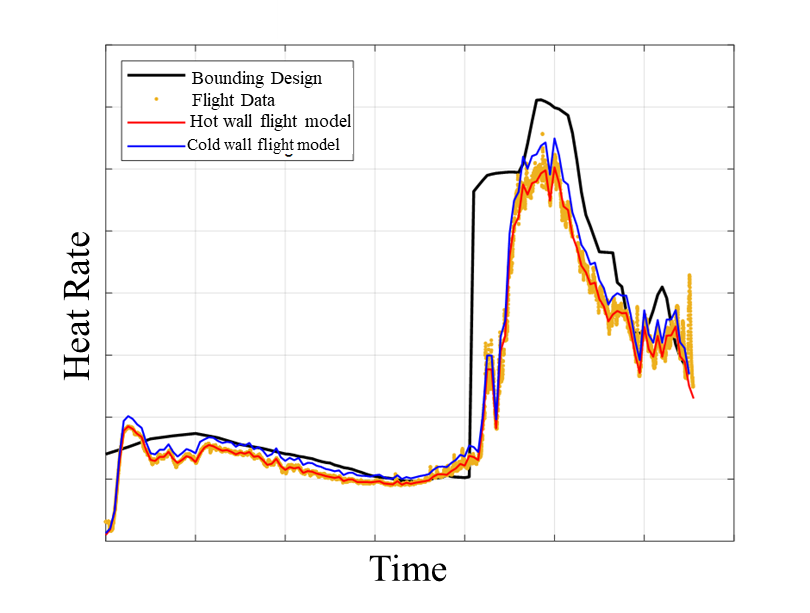 Bounding Design
Flight Data
Hot wall flight model
Cold wall flight model
Heat Rate
Time